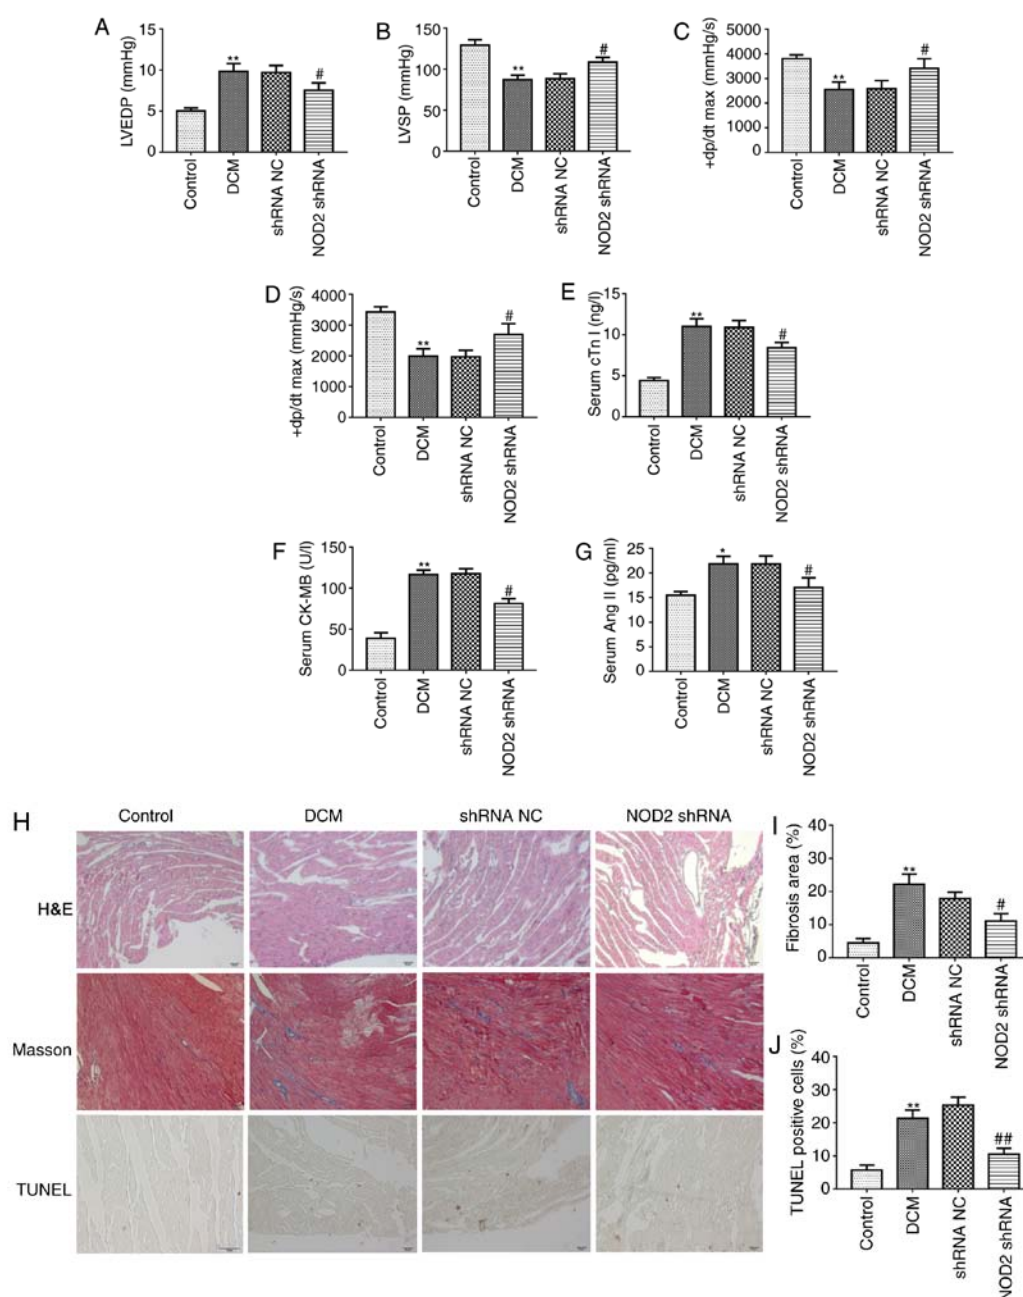 A
LVEDP (mmHg)
15
10
5
0
**
#
Control
DCM
shRNA NC
NOD2 shRNA
B
LVSP (mmHg)
150
100
50
0
**
#
Control
DCM
shRNA NC
NOD2 shRNA
C
+dp/dt max (mmHg/s)
5000
4000
3000
2000
1000
0
**
#
Control
DCM
shRNA NC
NOD2 shRNA
D
+dp/dt max (mmHg/s)
4000
3000
2000
1000
0
**
#
Control
DCM
shRNA NC
NOD2 shRNA
E
Serum cTn I (ng/l)
15
10
5
0
**
#
Control
DCM
shRNA NC
NOD2 shRNA
F
Serum CK-MB (U/l)
150
100
50
0
**
#
Control
DCM
shRNA NC
NOD2 shRNA
G
Serum Ang II (pg/ml)
25
20
15
10
5
0
*
#
Control
DCM
shRNA NC
NOD2 shRNA
H
Control
DCM
shRNA NC
NOD2 shRNA
H&E
Masson
TUNEL
I
Fibrosis area (%)
40
30
20
10
0
**
#
Control
DCM
shRNA NC
NOD2 shRNA
J
TUNEL positive cells (%)
40
30
20
10
0
**
##
Control
DCM
shRNA NC
NOD2 shRNA